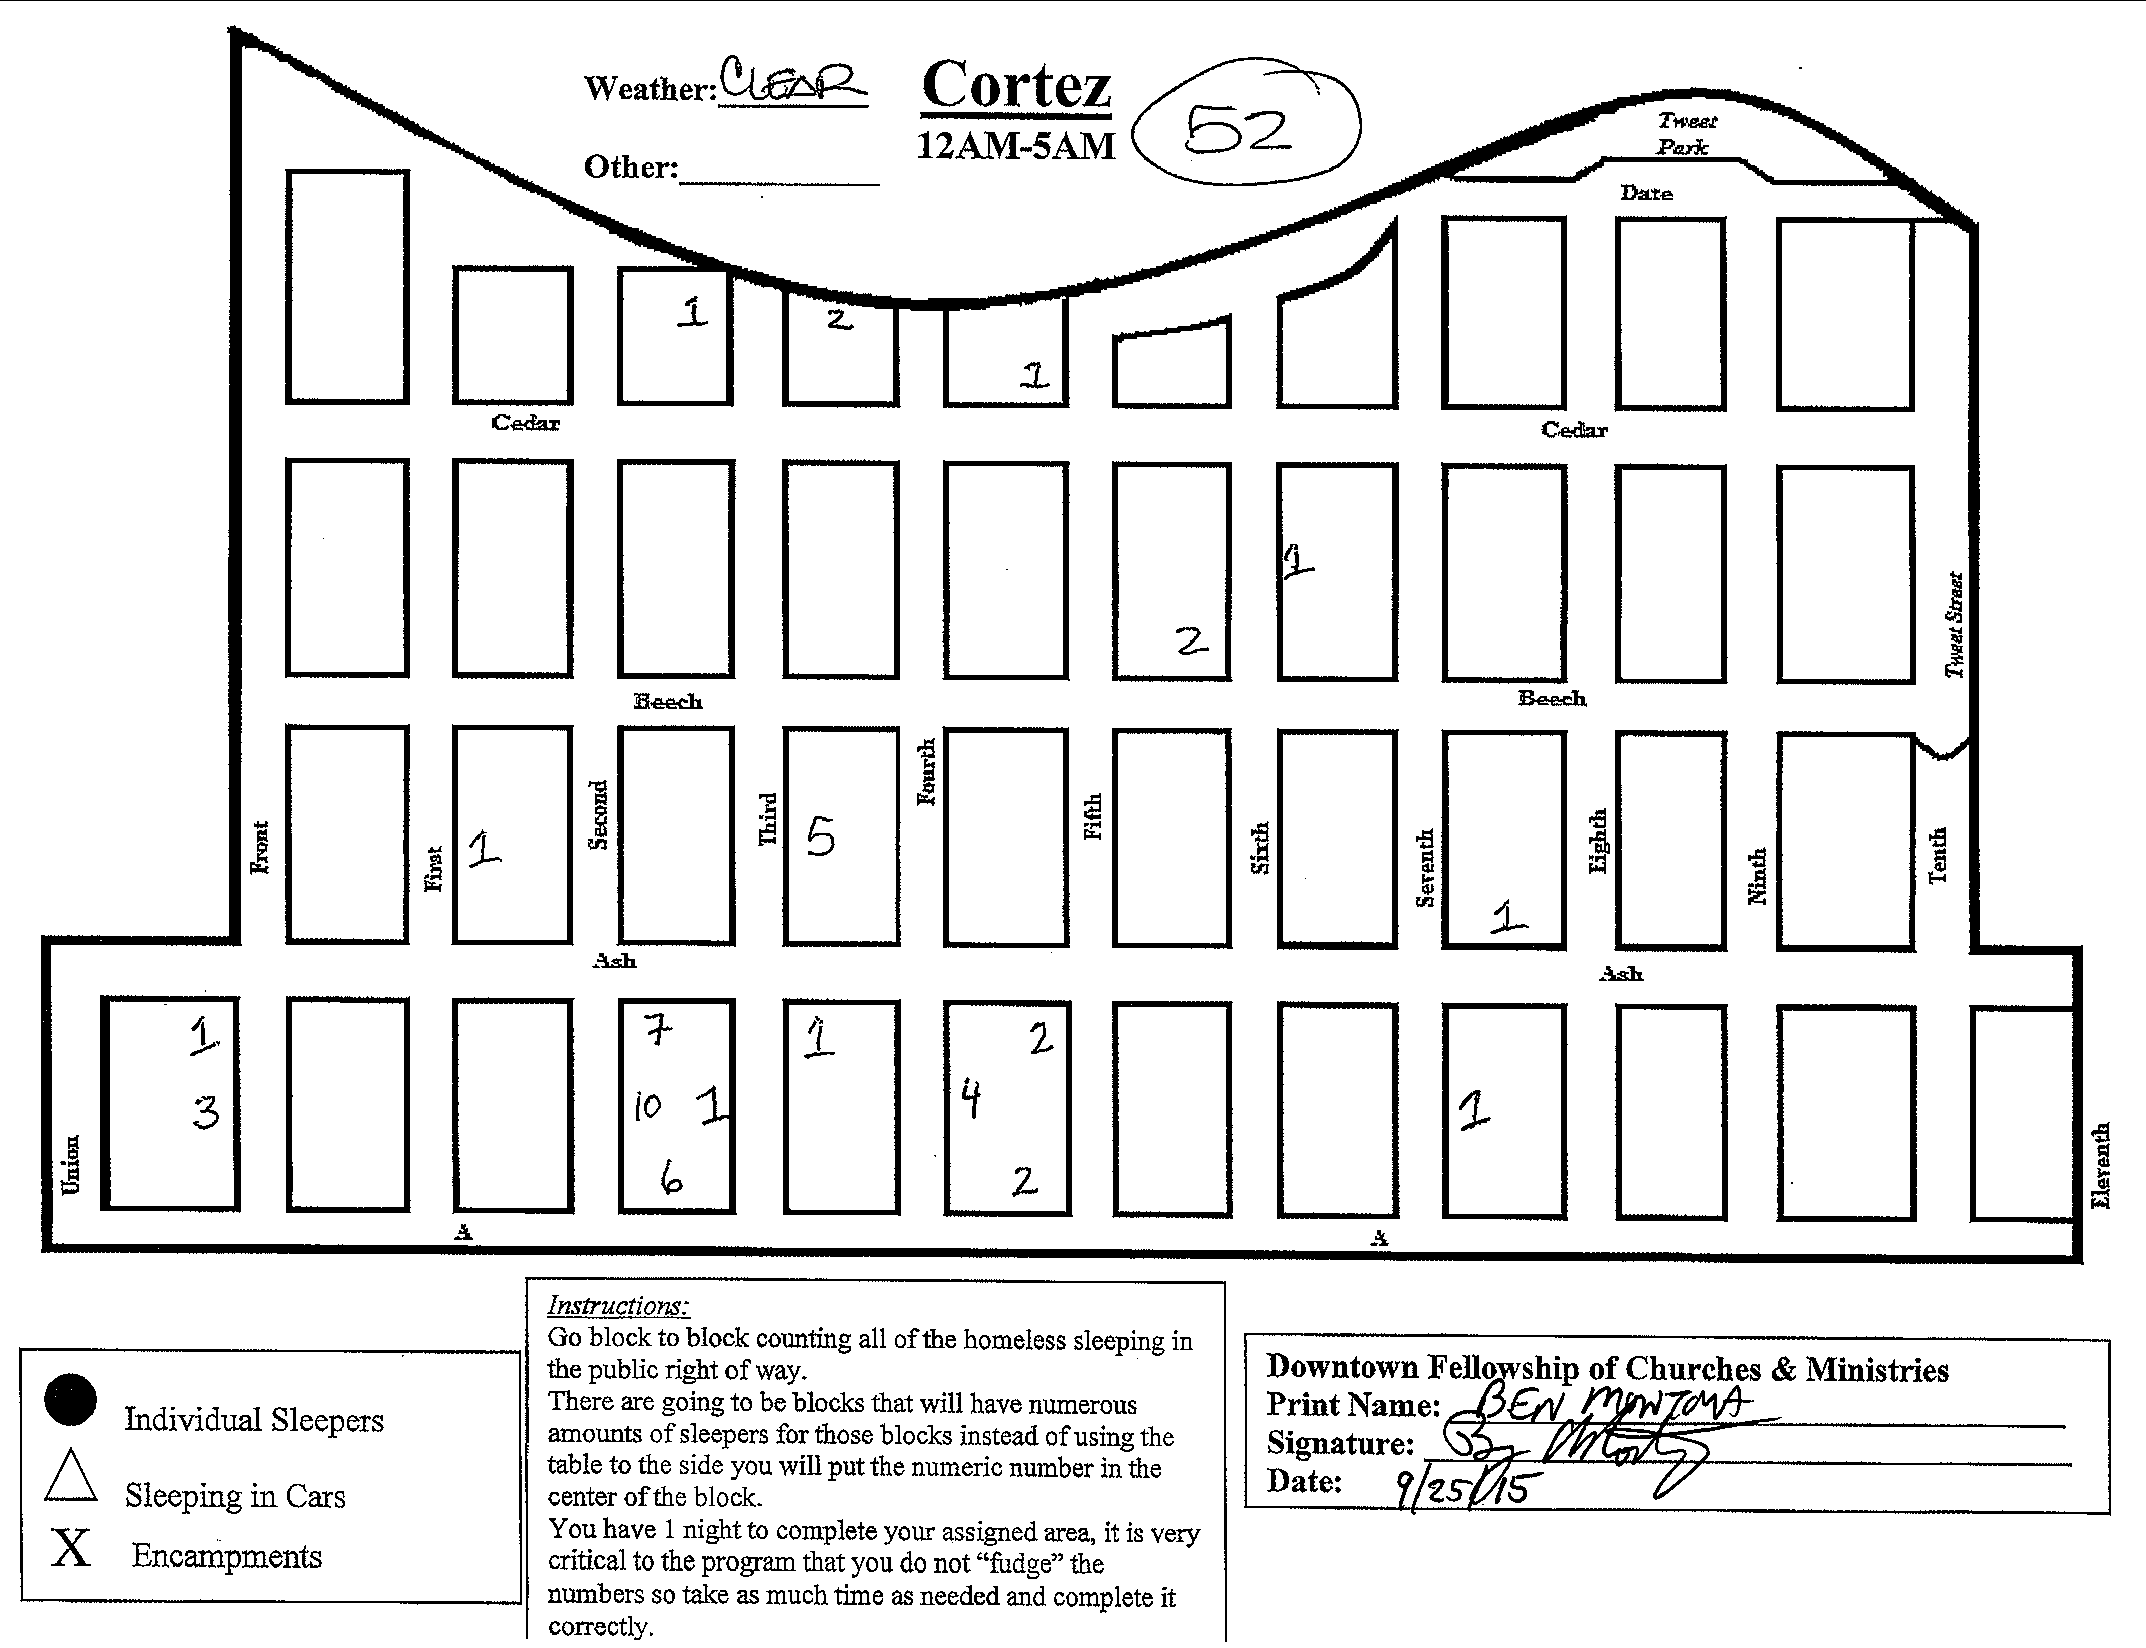 Weather: CLEAR
Cortez
52
12AM-5AM
Other:
Tweet
Park
Date
1
2
1
Cedar
Cedar
1
2
Tweet Street
Beech
Beech
Front
First
1
Second
Third
5
Fourth
Fifth
Sixth
Seventh
1
Eighth
Ninth
Tenth
Ash
Ash
Union
1
3
7
10 1
6
1
2
4
2
1
Eleventh
A
A
Individual Sleepers
Sleeping in Cars
X Encampments
Instructions:
Go block to block counting all of the homeless sleeping in
the public right of way.
There are going to be blocks that will have numerous
amounts of sleepers for those blocks instead of using the
table to the side you will put the numeric number in the
center of the block.
You have 1 night to complete your assigned area, it is very
critical to the program that you do not “fudge” the
numbers so take as much time as needed and complete it
correctly.
Downtown Fellowship of Churches & Ministries
Print Name: BEN MONTOYA
Signature:
Date: 9/25/15